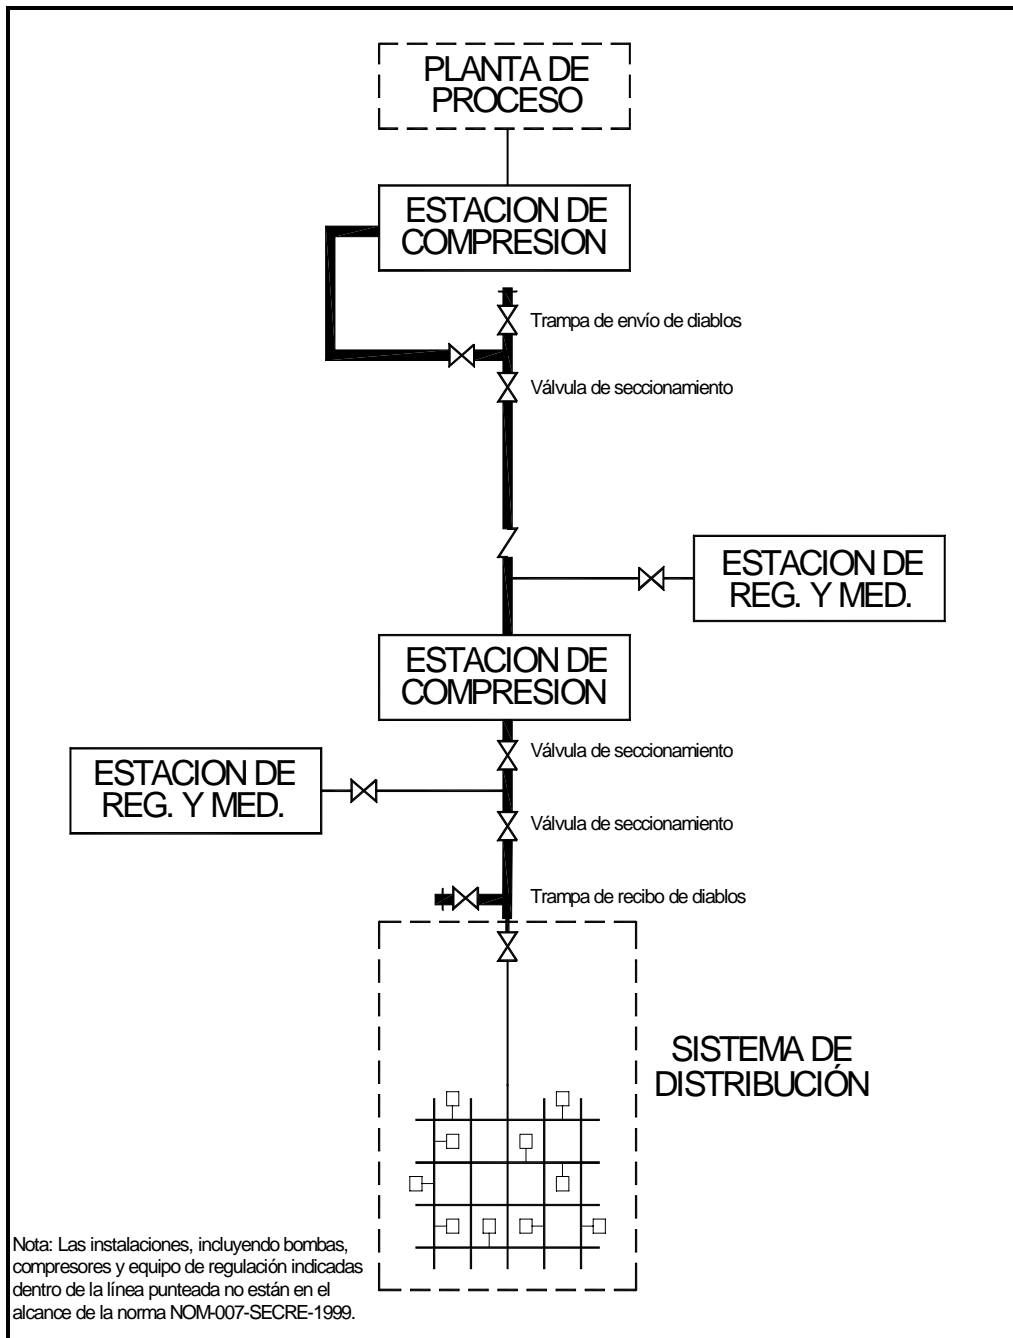 PLANTA DE
PROCESO
ESTACION DE
COMPRESION
Trampa de envío de diablos
Válvula de seccionamiento
ESTACION DE
REG. Y MED.
ESTACION DE
COMPRESION
Válvula de seccionamiento
ESTACION DE
REG. Y MED.
Válvula de seccionamiento
Trampa de recibo de diablos
SISTEMA DE
DISTRIBUCIÓN
Nota: Las instalaciones, incluyendo bombas,
compresores y equipo de regulación indicadas
dentro de la línea punteada no están en el
alcance de la norma NOM-007-SECRE-1999.